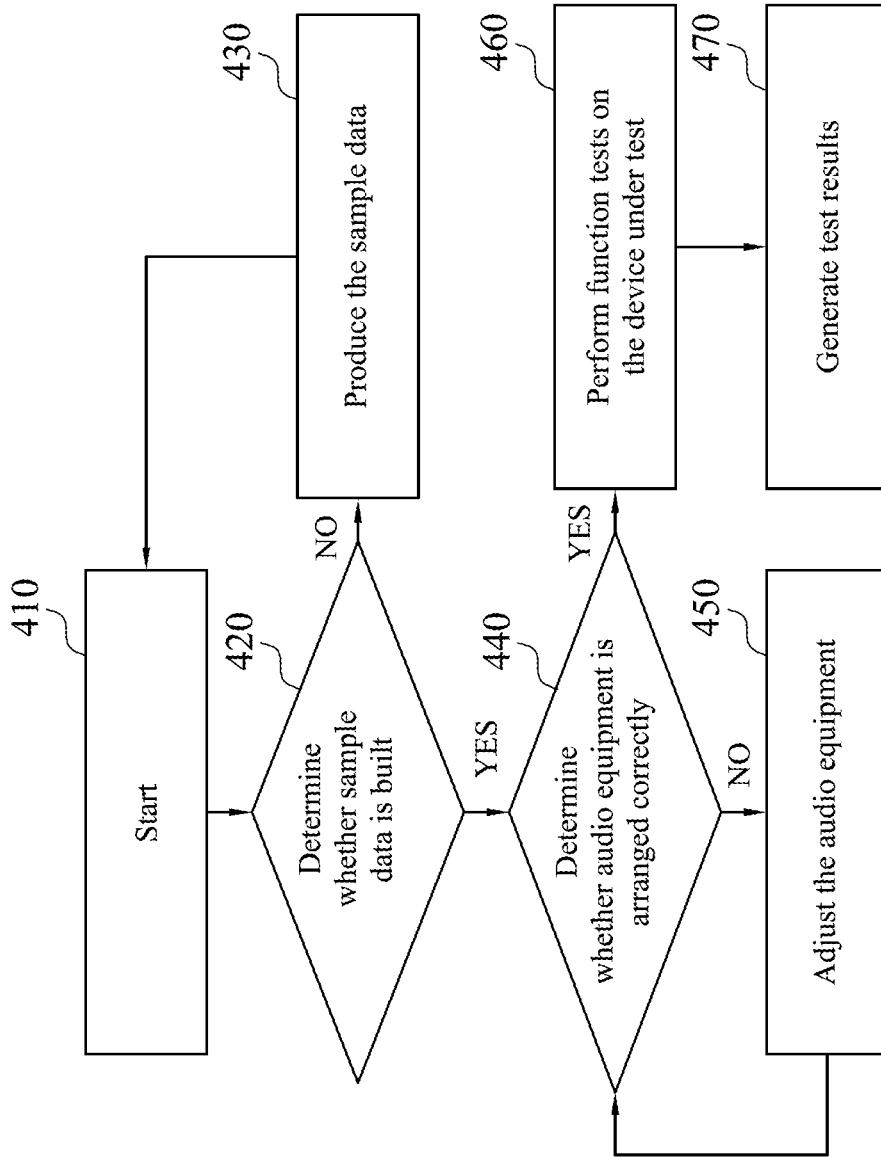 410
Start
420
Determine
whether sample
data is built
NO
YES
430
Produce the sample data
440
Determine
whether audio equipment is
arranged correctly
YES
NO
450
Adjust the audio equipment
460
Perform function tests on
the device under test
470
Generate test results